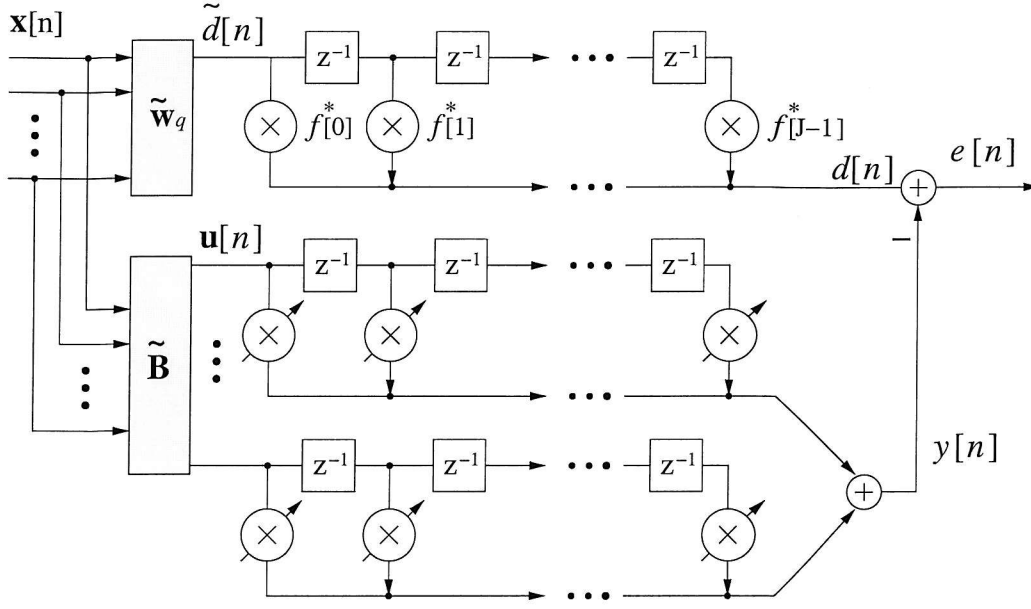 x[n]
d̃[n]
z⁻¹ z⁻¹ ••• z⁻¹
w̃q
× f*[0] × f*[1] × f*[J−1]
••• d[n] + e[n]
−
u[n]
z⁻¹ z⁻¹ ••• z⁻¹
B̃
× × ×
•••
y[n]
z⁻¹ z⁻¹ ••• z⁻¹
+
× × ×
•••